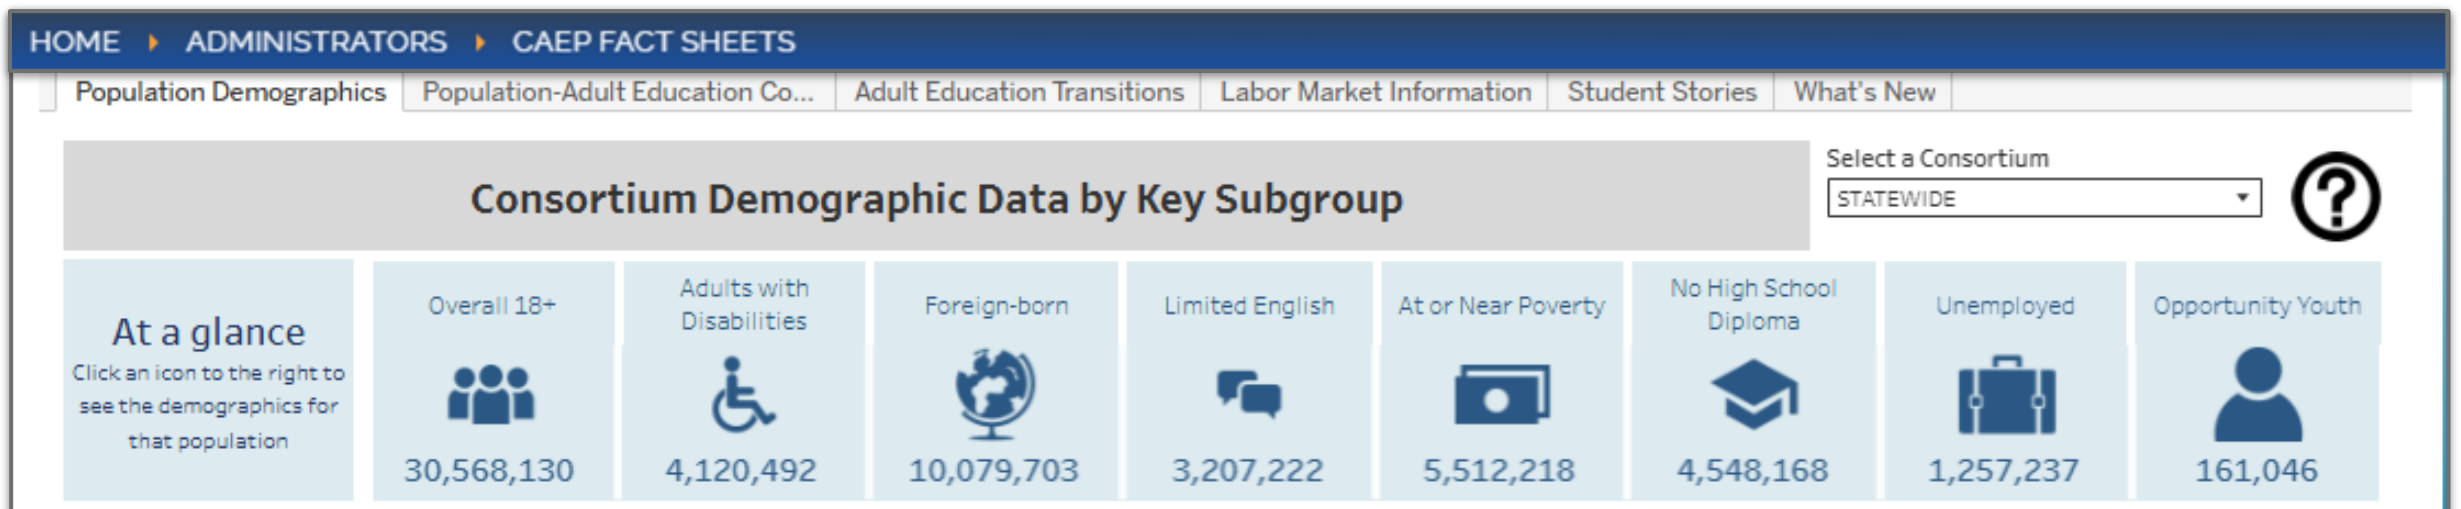 HOME ADMINISTRATORS CAEP FACT SHEETS
Population Demographics Population-Adult Education Co... Adult Education Transitions Labor Market Information Student Stories What's New
Consortium Demographic Data by Key Subgroup
Select a Consortium
STATEWIDE
At a glance
Click an icon to the right to
see the demographics for
that population
Overall 18+
30,568,130
Adults with
Disabilities
4,120,492
Foreign-born
10,079,703
Limited English
3,207,222
At or Near Poverty
5,512,218
No High School
Diploma
4,548,168
Unemployed
1,257,237
Opportunity Youth
161,046